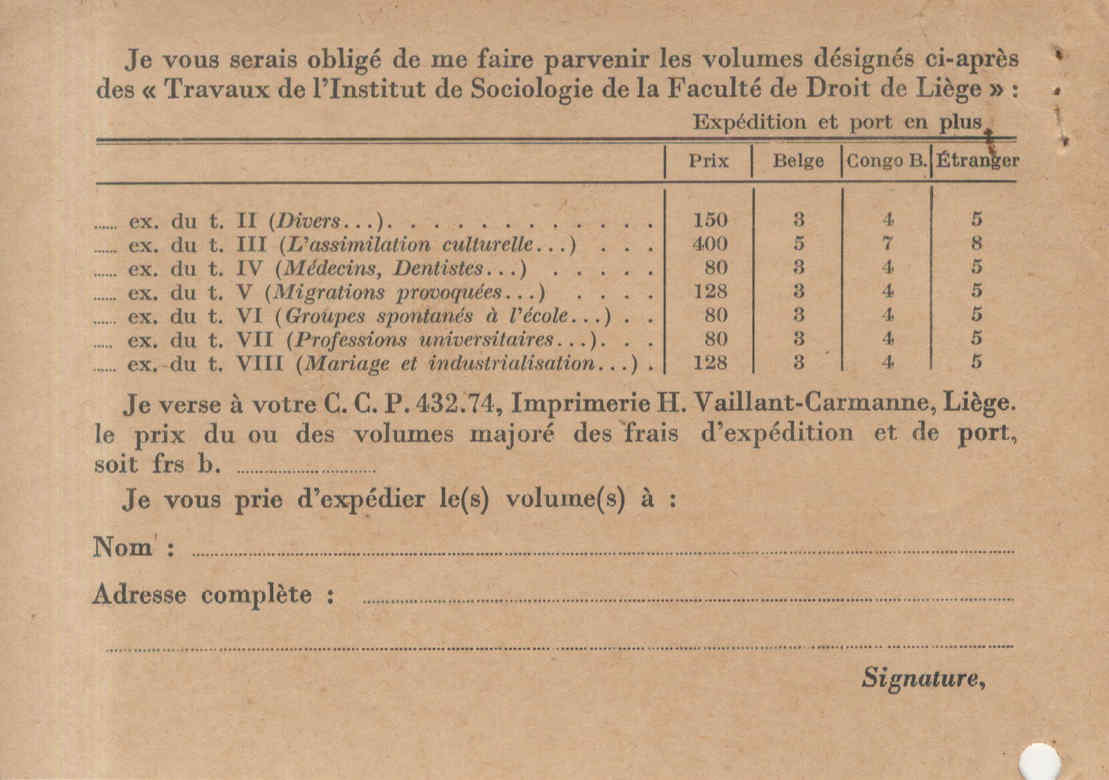 Je vous serais obligé de me faire parvenir les volumes désignés ci-après
des « Travaux de l'Institut de Sociologie de la Faculté de Droit de Liège » :
Expédition et port en plus
Prix Belge Congo B. Étranger
...... ex. du t. II (Divers...). . . . . . . . . . . . . 150 3 4 5
...... ex. du t. III (L'assimilation culturelle...) . . . 400 5 7 8
...... ex. du t. IV (Médecins, Dentistes...) . . . . . 80 3 4 5
...... ex. du t. V (Migrations provoquées...) . . . . 128 3 4 5
...... ex. du t. VI (Groupes spontanés à l'école...) . . 80 3 4 5
...... ex. du t. VII (Professions universitaires...). . . 80 3 4 5
...... ex. du t. VIII (Mariage et industrialisation...) . 128 3 4 5
Je verse à votre C. C. P. 432.74, Imprimerie H. Vaillant-Carmanne, Liège.
le prix du ou des volumes majoré des frais d'expédition et de port,
soit frs b. ..............................
Je vous prie d'expédier le(s) volume(s) à :
Nom : ..............................
Adresse complète : ..............................
..............................
Signature,